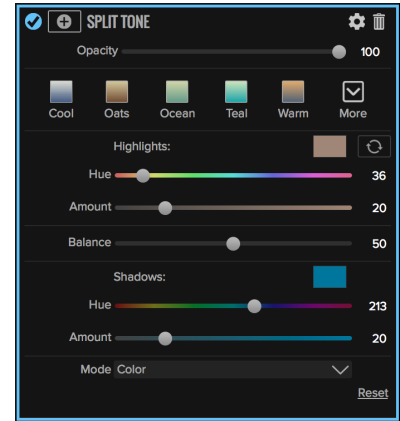 SPLIT TONE
Opacity 100
Cool Oats Ocean Teal Warm More
Highlights:
Hue 36
Amount 20
Balance 50
Shadows:
Hue 213
Amount 20
Mode Color
Reset